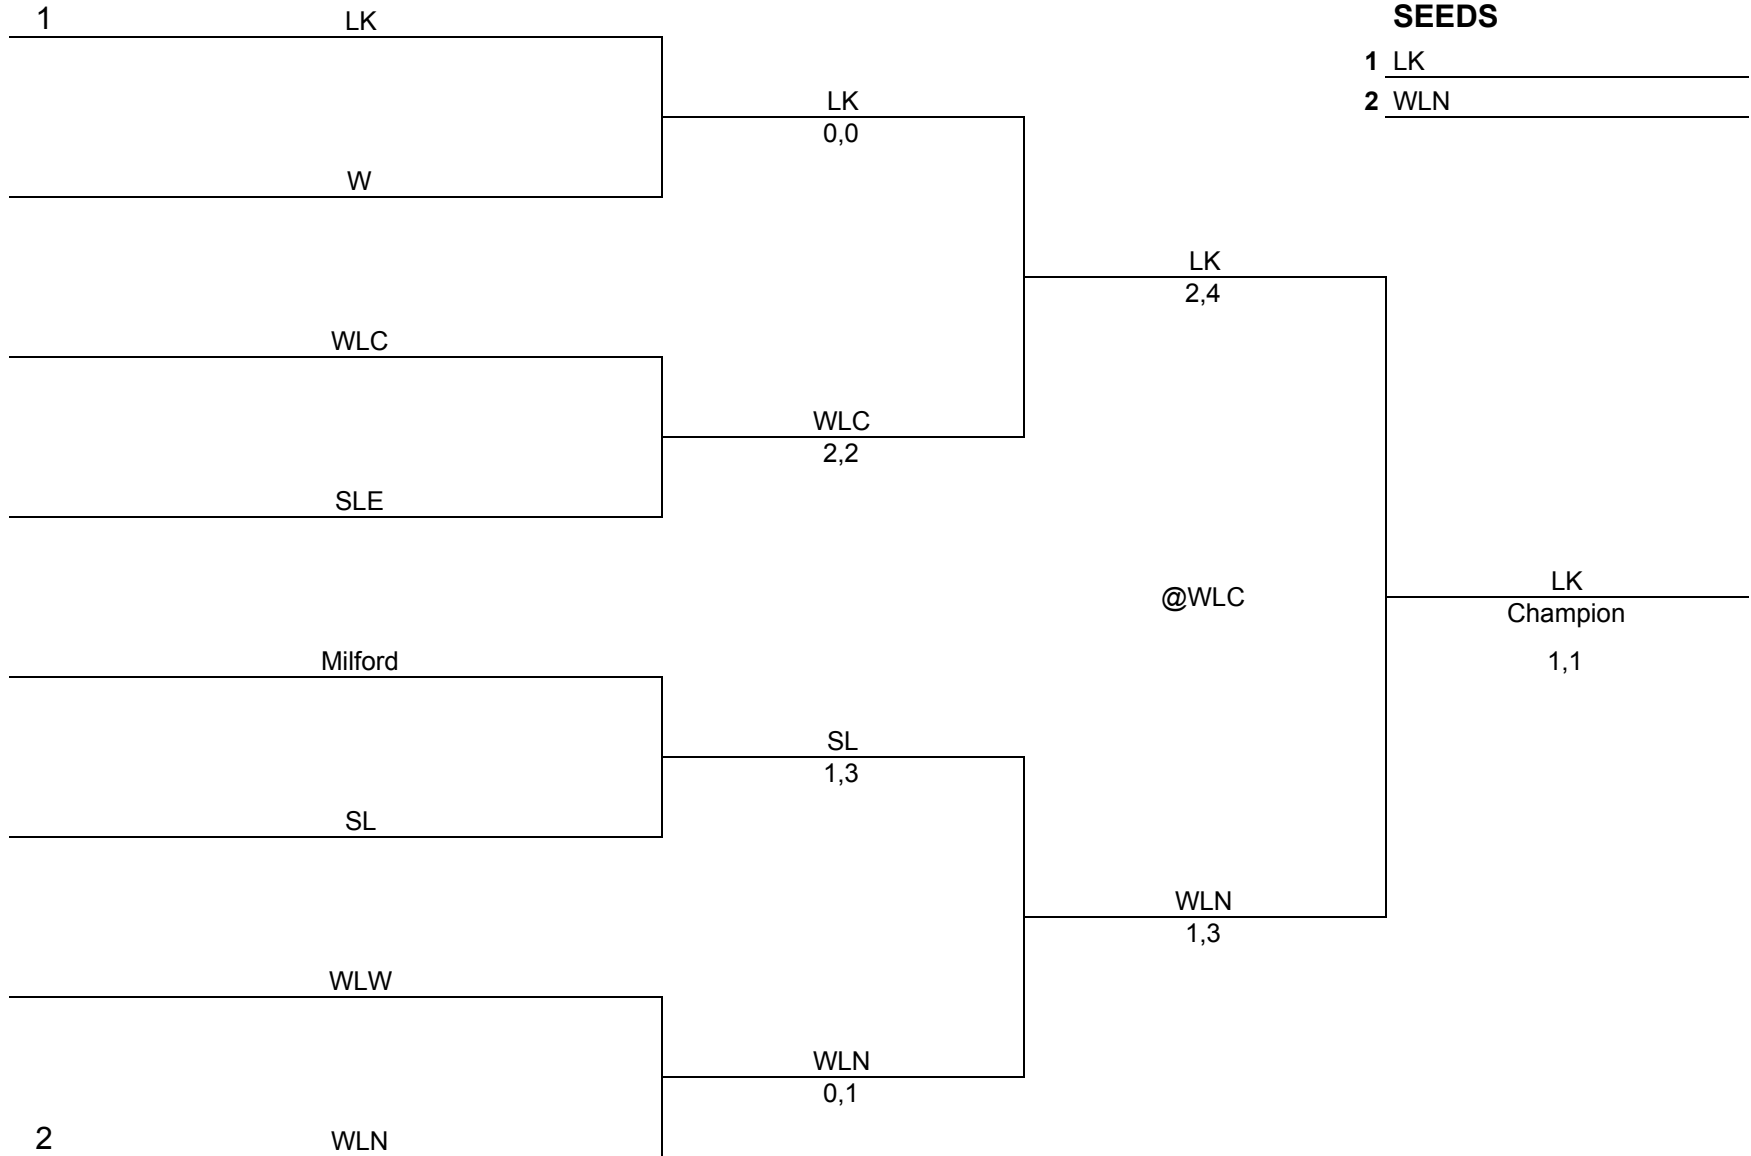 1 LK
SEEDS
1 LK
2 WLN
LK
0,0
W
LK
2,4
WLC
WLC
2,2
SLE
@WLC
LK
Champion
1,1
Milford
SL
1,3
SL
WLN
1,3
WLW
WLN
0,1
2 WLN